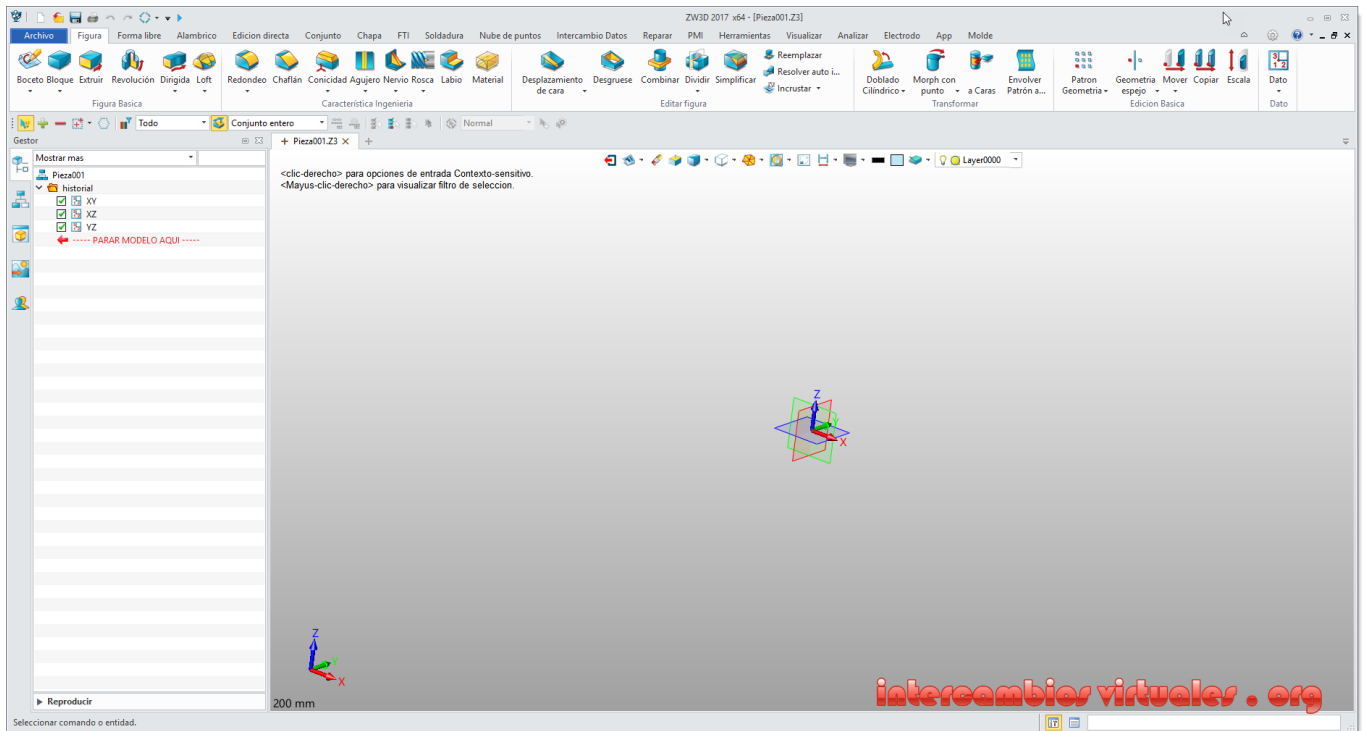 ZW3D 2017 x64 - [Pieza001.Z3]
Archivo Figura Forma libre Alambrico Edicion directa Conjunto Chapa FTI Soldadura Nube de puntos Intercambio Datos Reparar PMI Herramientas Visualizar Analizar Electrodo App Molde
Boceto Bloque Extruir Revolución Dirigida Loft Redondeo Chaflán Conicidad Agujero Nervio Rosca Labio Material Desplazamiento de cara Desgruese Combinar Dividir Simplificar
Reemplazar
Resolver auto i...
Incrustar
Doblado Cilíndrico Morph con punto a Caras Envolver Patrón a... Patron Geometria Geometria espejo Mover Copiar Escala Dato
Figura Basica Característica Ingenieria Editar figura Transformar Edicion Basica Dato
Todo Conjunto entero Normal
Gestor + Pieza001.Z3 +
Mostrar mas
Layer0000
Pieza001
historial
XY
XZ
YZ
----- PARAR MODELO AQUI -----
<clic-derecho> para opciones de entrada Contexto-sensitivo.
<Mayus-clic-derecho> para visualizar filtro de seleccion.
Z
Y
X
Z
Y
X
200 mm
intercambios virtuales . org
Reproducir
Seleccionar comando o entidad.